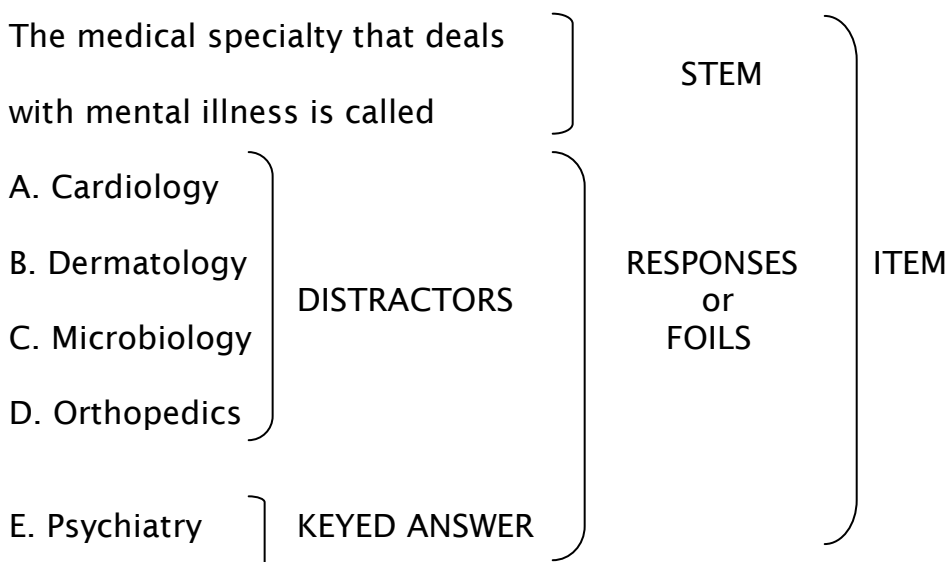 The medical specialty that deals
with mental illness is called
STEM
A. Cardiology
B. Dermatology
C. Microbiology
D. Orthopedics
DISTRACTORS
E. Psychiatry
KEYED ANSWER
RESPONSES
or
FOILS
ITEM